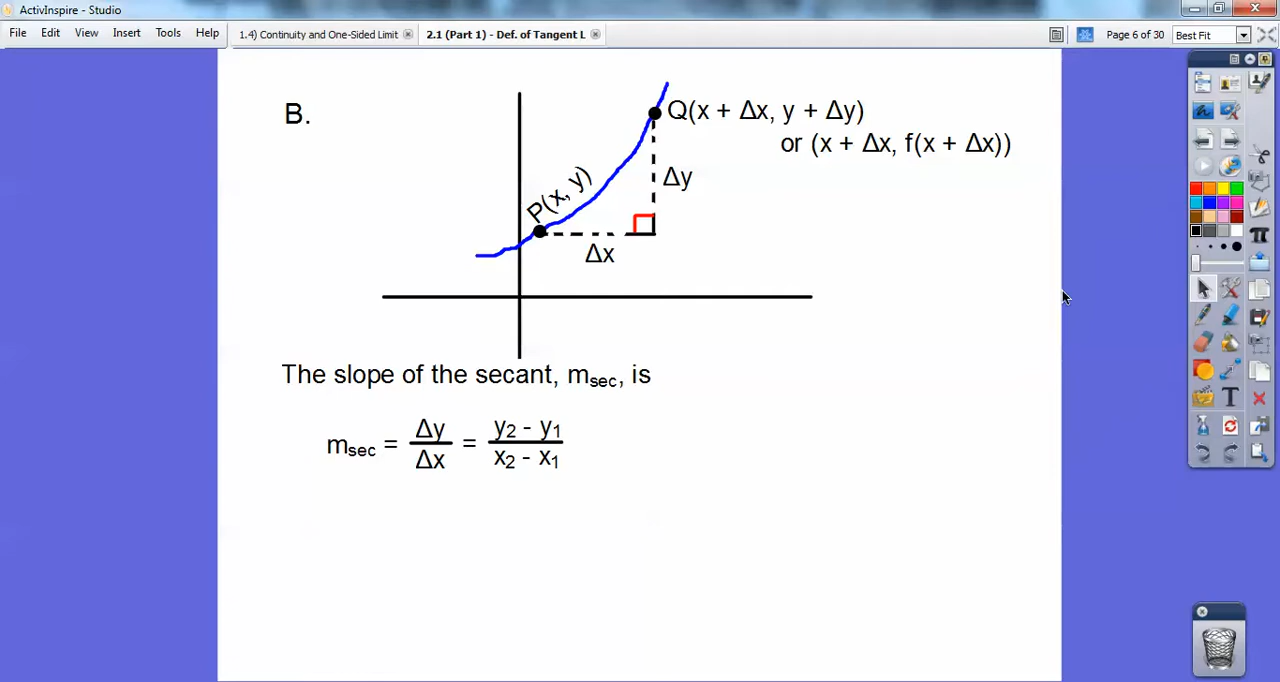 ActivInspire - Studio
File Edit View Insert Tools Help
1.4) Continuity and One-Sided Limit
2.1 (Part 1) - Def. of Tangent L
Page 6 of 30
Best Fit
B.
Q(x + Δx, y + Δy)
or (x + Δx, f(x + Δx))
P(x, y)
Δy
Δx
The slope of the secant, m_sec, is
m_sec = Δy/Δx = (y₂ - y₁)/(x₂ - x₁)